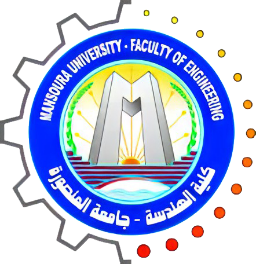 MANSOURA UNIVERSITY - FACULTY OF ENGINEERING
كلية الهندسة - جامعة المنصورة